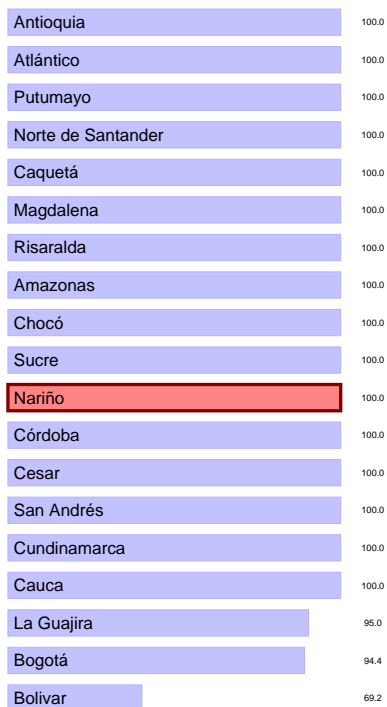 Antioquia 100.0
Atlántico 100.0
Putumayo 100.0
Norte de Santander 100.0
Caquetá 100.0
Magdalena 100.0
Risaralda 100.0
Amazonas 100.0
Chocó 100.0
Sucre 100.0
Nariño 100.0
Córdoba 100.0
Cesar 100.0
San Andrés 100.0
Cundinamarca 100.0
Cauca 100.0
La Guajira 95.0
Bogotá 94.4
Bolivar 69.2